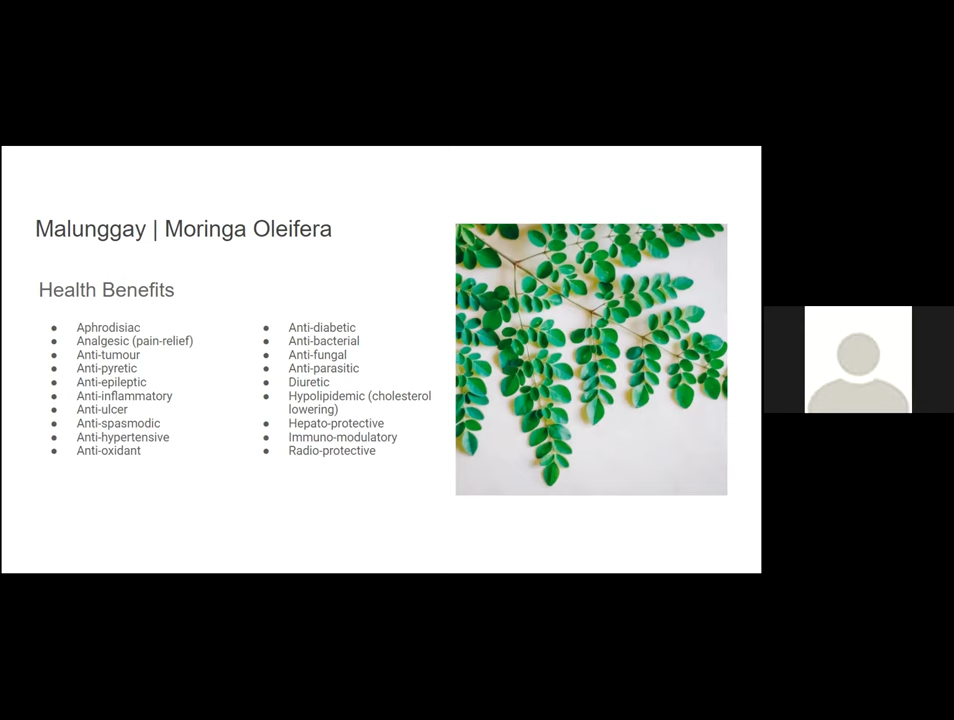 Malunggay | Moringa Oleifera
Health Benefits
● Aphrodisiac
● Analgesic (pain-relief)
● Anti-tumour
● Anti-pyretic
● Anti-epileptic
● Anti-inflammatory
● Anti-ulcer
● Anti-spasmodic
● Anti-hypertensive
● Anti-oxidant
● Anti-diabetic
● Anti-bacterial
● Anti-fungal
● Anti-parasitic
● Diuretic
● Hypolipidemic (cholesterol
lowering)
● Hepato-protective
● Immuno-modulatory
● Radio-protective